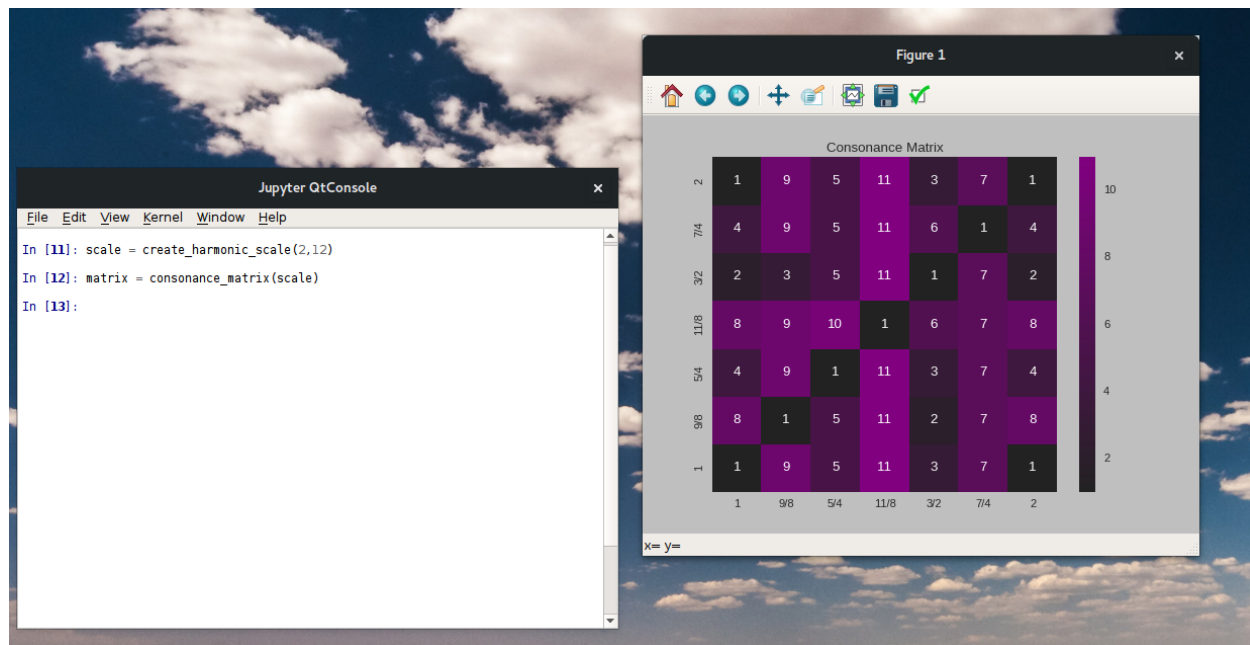 Jupyter QtConsole
File Edit View Kernel Window Help
In [11]: scale = create_harmonic_scale(2,12)
In [12]: matrix = consonance_matrix(scale)
In [13]:
Figure 1
Consonance Matrix
2 1 9 5 11 3 7 1
7/4 4 9 5 11 6 1 4
3/2 2 3 5 11 1 7 2
11/8 8 9 10 1 6 7 8
5/4 4 9 1 11 3 7 4
9/8 8 1 5 11 2 7 8
1 1 9 5 11 3 7 1
1 9/8 5/4 11/8 3/2 7/4 2
10
8
6
4
2
x= y=